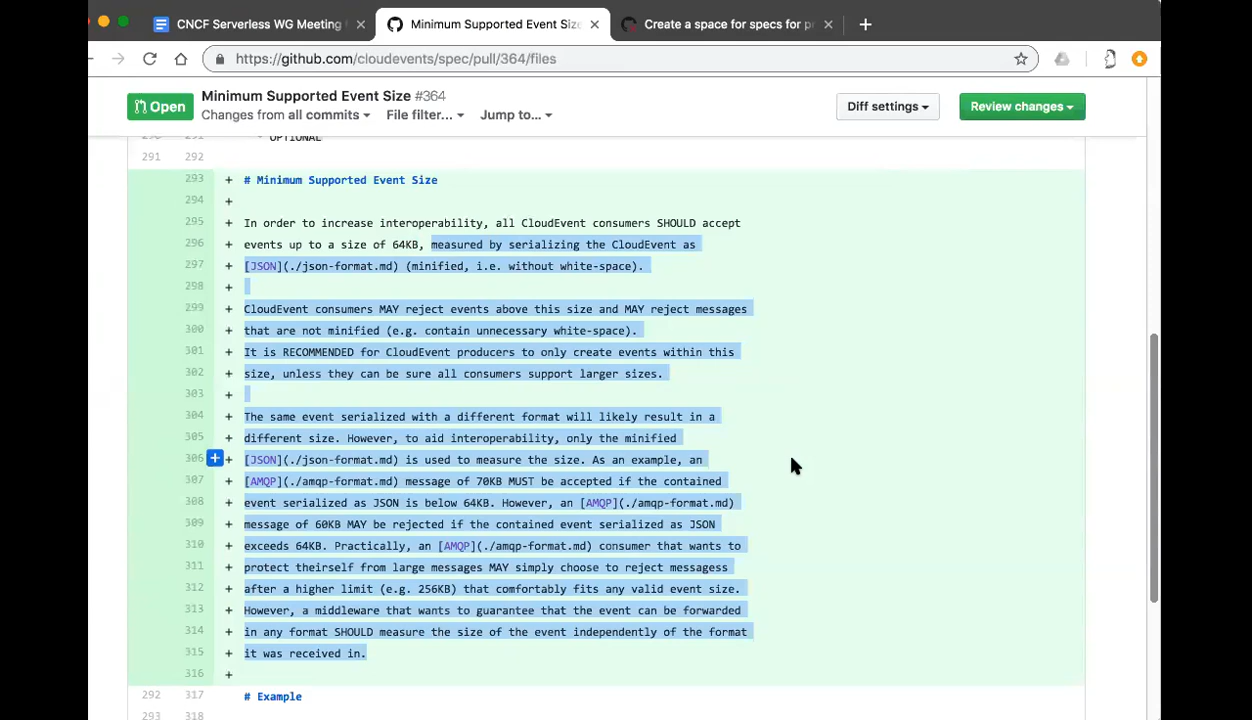 CNCF Serverless WG Meeting
Minimum Supported Event Size
Create a space for specs for pr
https://github.com/cloudevents/spec/pull/364/files
Open
Minimum Supported Event Size #364
Changes from all commits File filter... Jump to...
Diff settings
Review changes
OPTIONAL
291 292
293 + # Minimum Supported Event Size
294 +
295 + In order to increase interoperability, all CloudEvent consumers SHOULD accept
296 + events up to a size of 64KB, measured by serializing the CloudEvent as
297 + [JSON](./json-format.md) (minified, i.e. without white-space).
298 +
299 + CloudEvent consumers MAY reject events above this size and MAY reject messages
300 + that are not minified (e.g. contain unnecessary white-space).
301 + It is RECOMMENDED for CloudEvent producers to only create events within this
302 + size, unless they can be sure all consumers support larger sizes.
303 +
304 + The same event serialized with a different format will likely result in a
305 + different size. However, to aid interoperability, only the minified
306 + [JSON](./json-format.md) is used to measure the size. As an example, an
307 + [AMQP](./amqp-format.md) message of 70KB MUST be accepted if the contained
308 + event serialized as JSON is below 64KB. However, an [AMQP](./amqp-format.md)
309 + message of 60KB MAY be rejected if the contained event serialized as JSON
310 + exceeds 64KB. Practically, an [AMQP](./amqp-format.md) consumer that wants to
311 + protect theirself from large messages MAY simply choose to reject messagess
312 + after a higher limit (e.g. 256KB) that comfortably fits any valid event size.
313 + However, a middleware that wants to guarantee that the event can be forwarded
314 + in any format SHOULD measure the size of the event independently of the format
315 + it was received in.
316 +
292 317 # Example
293 318